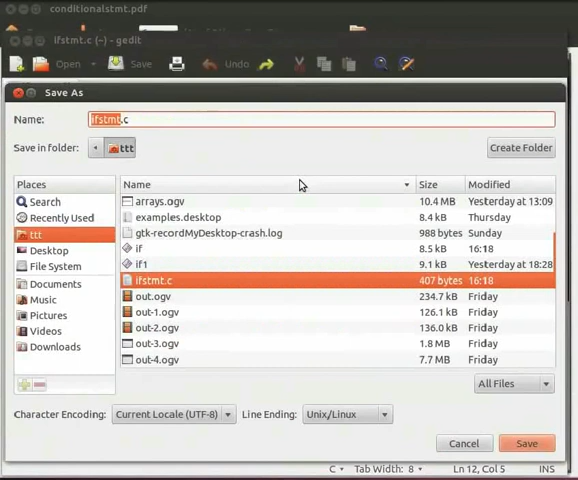 conditionalstmt.pdf
ifstmt.c (~) - gedit
Open Save Undo
Save As
Name: ifstmt.c
Save in folder: ttt Create Folder
Places Name Size Modified
Search arrays.ogv 10.4 MB Yesterday at 13:09
Recently Used examples.desktop 8.4 kB Thursday
ttt gtk-recordMyDesktop-crash.log 988 bytes Sunday
Desktop if 8.5 kB 16:18
File System if1 9.1 kB Yesterday at 18:28
ifstmt.c 407 bytes 16:18
Documents out.ogv 234.7 kB Friday
Music out-1.ogv 126.1 kB Friday
Pictures out-2.ogv 136.0 kB Friday
Videos out-3.ogv 1.8 MB Friday
Downloads out-4.ogv 7.7 MB Friday
All Files
Character Encoding: Current Locale (UTF-8) Line Ending: Unix/Linux
Cancel Save
C Tab Width: 8 Ln 12, Col 5 INS